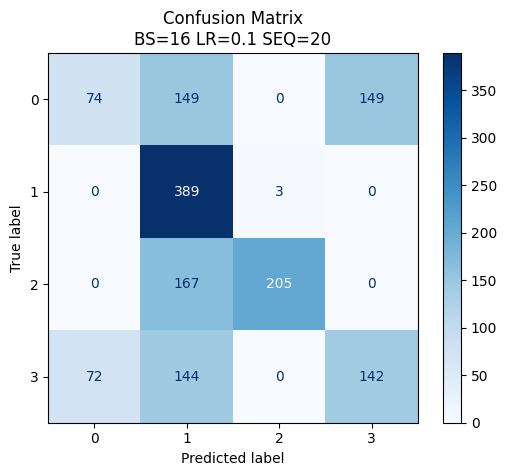 Confusion Matrix
BS=16 LR=0.1 SEQ=20
0 74 149 0 149
1 0 389 3 0
2 0 167 205 0
3 72 144 0 142
0 1 2 3
Predicted label
True label
350
300
250
200
150
100
50
0